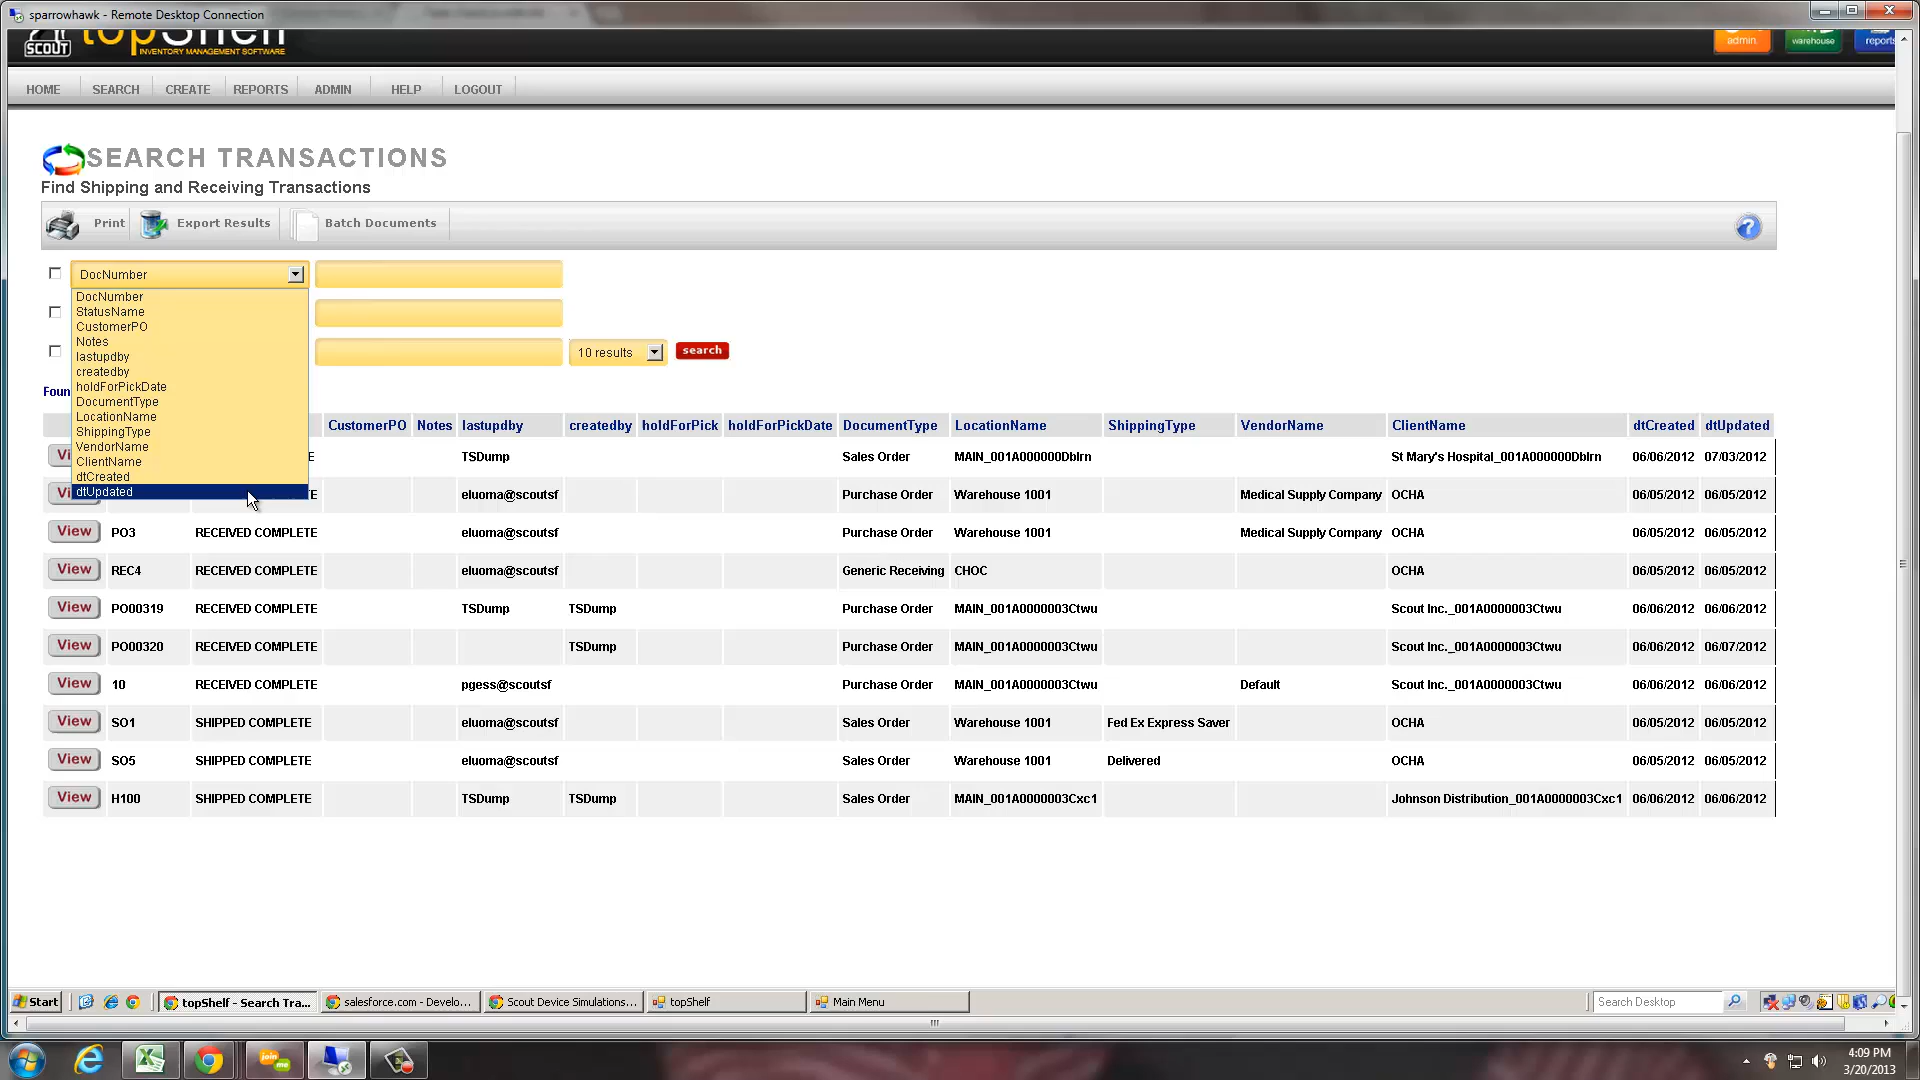 sparrowhawk - Remote Desktop Connection
SCOUT topShelf
INVENTORY MANAGEMENT SOFTWARE
admin warehouse reports
HOME SEARCH CREATE REPORTS ADMIN HELP LOGOUT
SEARCH TRANSACTIONS
Find Shipping and Receiving Transactions
Print Export Results Batch Documents ?
DocNumber
DocNumber
StatusName
CustomerPO
Notes
lastupdby
createdby
holdForPickDate
DocumentType
LocationName
ShippingType
VendorName
ClientName
dtCreated
dtUpdated
10 results search
Foun
CustomerPO Notes lastupdby createdby holdForPick holdForPickDate DocumentType LocationName ShippingType VendorName ClientName dtCreated dtUpdated
Vi E TSDump Sales Order MAIN_001A000000Dblrn St Mary's Hospital_001A000000Dblrn 06/06/2012 07/03/2012
Vi E eluoma@scoutsf Purchase Order Warehouse 1001 Medical Supply Company OCHA 06/05/2012 06/05/2012
View PO3 RECEIVED COMPLETE eluoma@scoutsf Purchase Order Warehouse 1001 Medical Supply Company OCHA 06/05/2012 06/05/2012
View REC4 RECEIVED COMPLETE eluoma@scoutsf Generic Receiving CHOC OCHA 06/05/2012 06/05/2012
View PO00319 RECEIVED COMPLETE TSDump TSDump Purchase Order MAIN_001A0000003Ctwu Scout Inc._001A0000003Ctwu 06/06/2012 06/06/2012
View PO00320 RECEIVED COMPLETE TSDump Purchase Order MAIN_001A0000003Ctwu Scout Inc._001A0000003Ctwu 06/06/2012 06/07/2012
View 10 RECEIVED COMPLETE pgess@scoutsf Purchase Order MAIN_001A0000003Ctwu Default Scout Inc._001A0000003Ctwu 06/06/2012 06/06/2012
View SO1 SHIPPED COMPLETE eluoma@scoutsf Sales Order Warehouse 1001 Fed Ex Express Saver OCHA 06/05/2012 06/05/2012
View SO5 SHIPPED COMPLETE eluoma@scoutsf Sales Order Warehouse 1001 Delivered OCHA 06/05/2012 06/05/2012
View H100 SHIPPED COMPLETE TSDump TSDump Sales Order MAIN_001A0000003Cxc1 Johnson Distribution_001A0000003Cxc1 06/06/2012 06/06/2012
Start topShelf - Search Tra... salesforce.com - Develo... Scout Device Simulations... topShelf Main Menu Search Desktop
join me
4:09 PM
3/20/2013